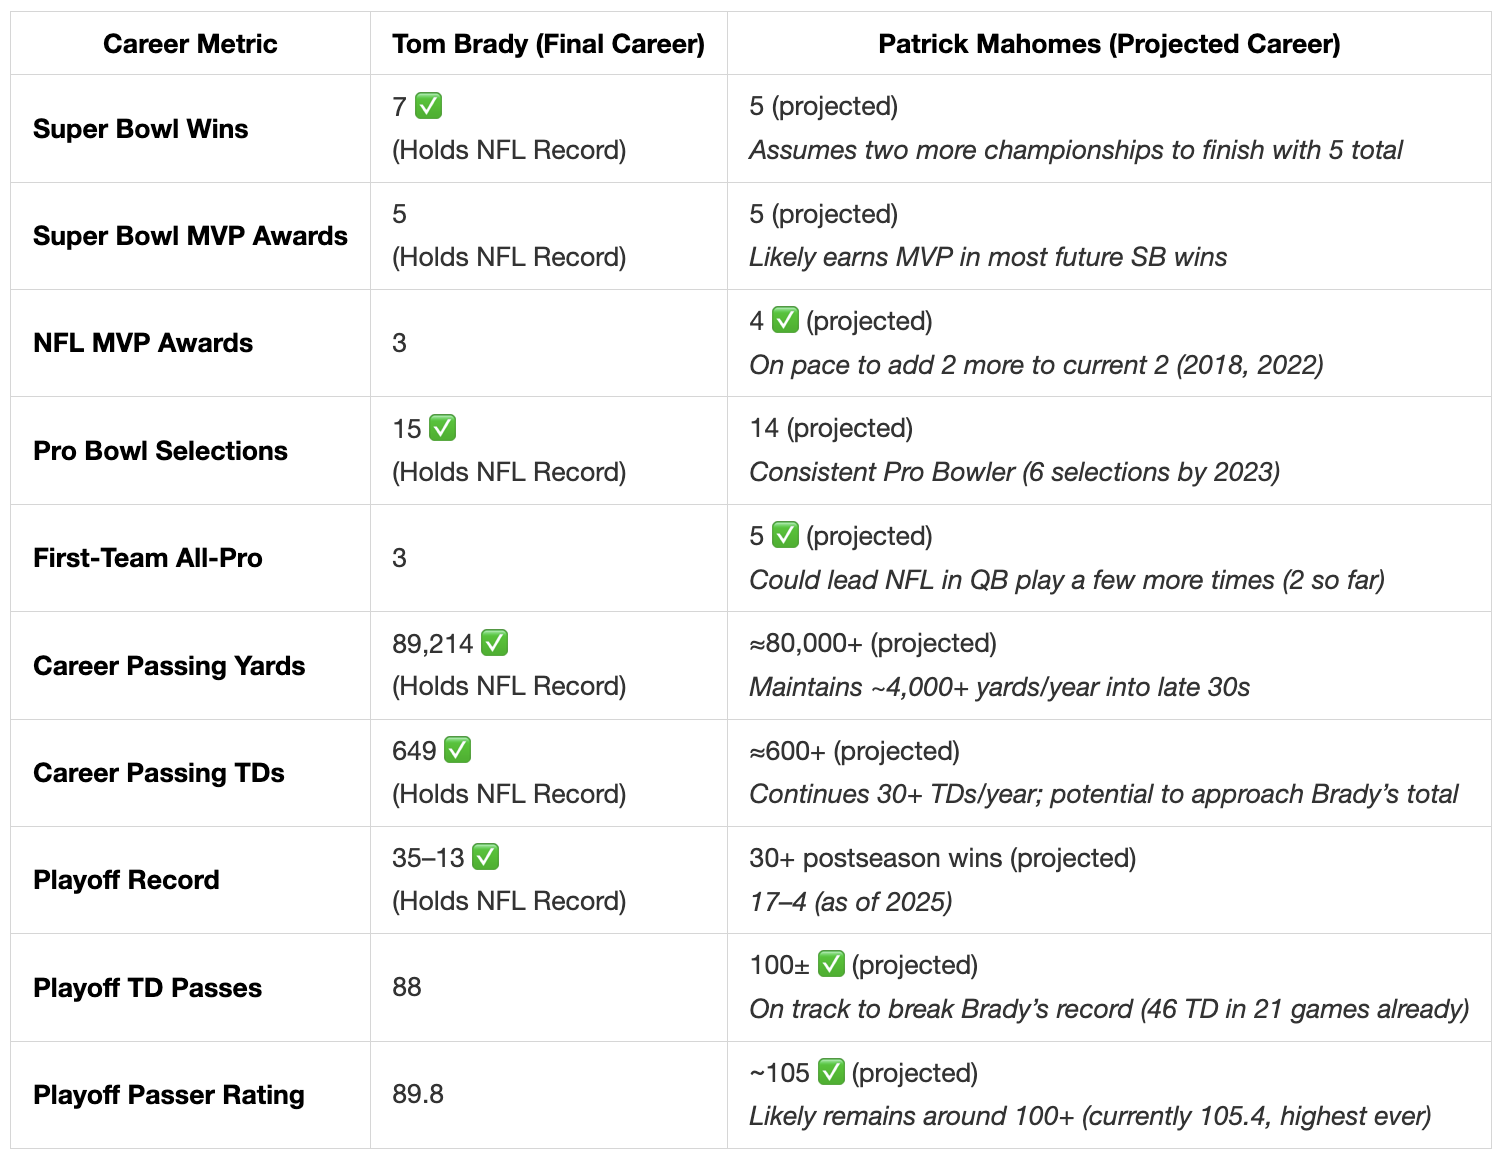 Career Metric
Tom Brady (Final Career)
Patrick Mahomes (Projected Career)
Super Bowl Wins
7 ✅
(Holds NFL Record)
5 (projected)
Assumes two more championships to finish with 5 total
Super Bowl MVP Awards
5
(Holds NFL Record)
5 (projected)
Likely earns MVP in most future SB wins
NFL MVP Awards
3
4 ✅ (projected)
On pace to add 2 more to current 2 (2018, 2022)
Pro Bowl Selections
15 ✅
(Holds NFL Record)
14 (projected)
Consistent Pro Bowler (6 selections by 2023)
First-Team All-Pro
3
5 ✅ (projected)
Could lead NFL in QB play a few more times (2 so far)
Career Passing Yards
89,214 ✅
(Holds NFL Record)
≈80,000+ (projected)
Maintains ~4,000+ yards/year into late 30s
Career Passing TDs
649 ✅
(Holds NFL Record)
≈600+ (projected)
Continues 30+ TDs/year; potential to approach Brady’s total
Playoff Record
35–13 ✅
(Holds NFL Record)
30+ postseason wins (projected)
17–4 (as of 2025)
Playoff TD Passes
88
100± ✅ (projected)
On track to break Brady’s record (46 TD in 21 games already)
Playoff Passer Rating
89.8
~105 ✅ (projected)
Likely remains around 100+ (currently 105.4, highest ever)